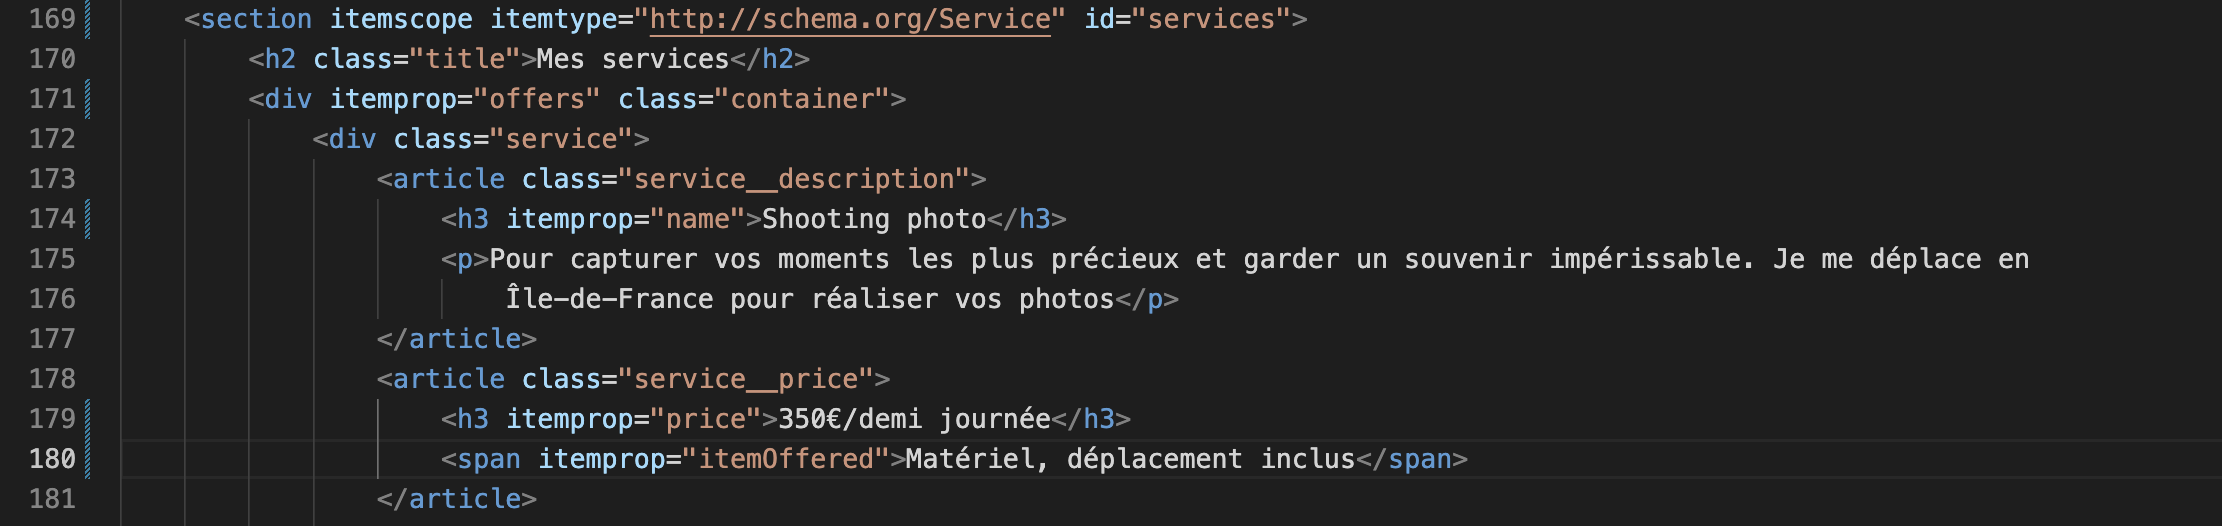 169 <section itemscope itemtype="http://schema.org/Service" id="services">
170 <h2 class="title">Mes services</h2>
171 <div itemprop="offers" class="container">
172 <div class="service">
173 <article class="service__description">
174 <h3 itemprop="name">Shooting photo</h3>
175 <p>Pour capturer vos moments les plus précieux et garder un souvenir impérissable. Je me déplace en
176 Île-de-France pour réaliser vos photos</p>
177 </article>
178 <article class="service__price">
179 <h3 itemprop="price">350€/demi journée</h3>
180 <span itemprop="itemOffered">Matériel, déplacement inclus</span>
181 </article>